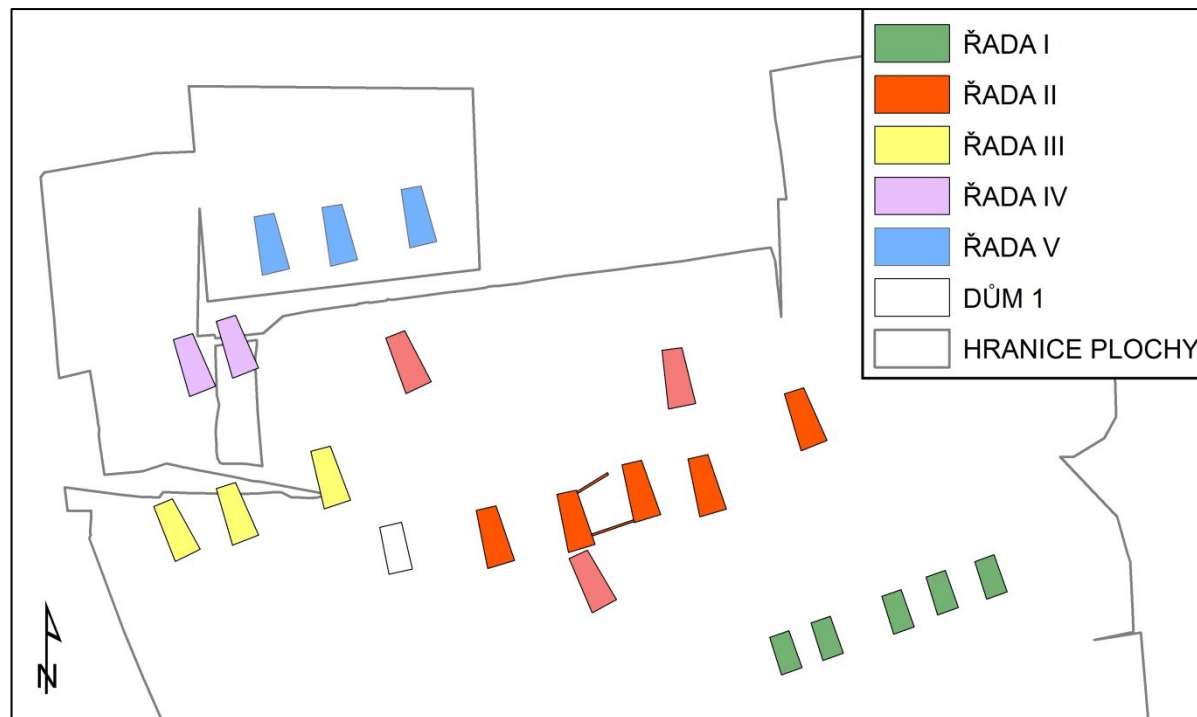 ŘADA I
ŘADA II
ŘADA III
ŘADA IV
ŘADA V
DŮM 1
HRANICE PLOCHY
N